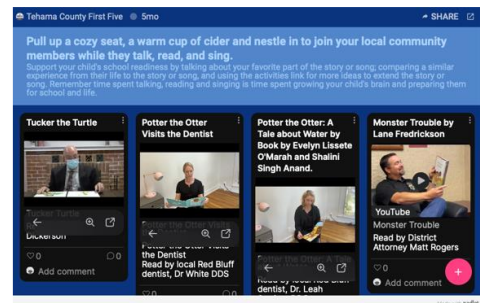 Tehama County First Five 5mo
SHARE
Pull up a cozy seat, a warm cup of cider and nestle in to join your local community
members while they talk, read, and sing.
Support your child's school readiness by talking about your favorite part of the story or song; comparing a similar
experience from their life to the story or song, and using the activities link for more ideas to extend the story or
song. Remember time spent talking, reading and singing is time spent growing your child's brain and preparing them
for school and life.
Tucker the Turtle
Tucker Turtle
Dickerson
0 0
Add comment
Potter the Otter
Visits the Dentist
Potter the Otter Visits
the Dentist
Read by local Red Bluff
dentist, Dr White DDS
Potter the Otter: A
Tale about Water by
Book by Evelyn Lissete
O'Marah and Shalini
Singh Anand.
Potter the Otter: A Tale
Read by local Red Bluff
dentist, Dr. Leah
Monster Trouble by
Lane Fredrickson
YouTube
Monster Trouble
Read by District
Attorney Matt Rogers
0
Add comment